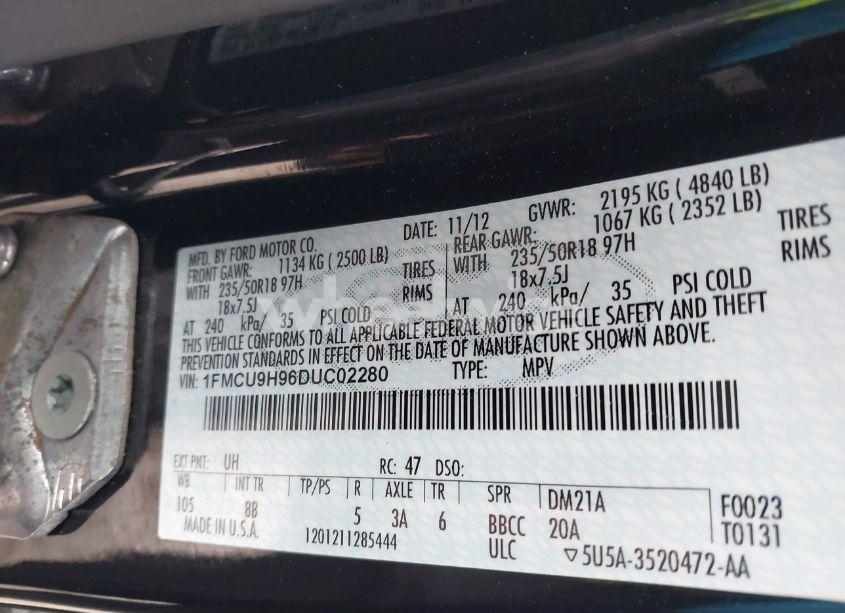 MFD. BY FORD MOTOR CO.
DATE: 11/12 GVWR: 2195 KG ( 4840 LB)
FRONT GAWR: 1134 KG ( 2500 LB) REAR GAWR: 1067 KG ( 2352 LB)
WITH 235/50R18 97H TIRES WITH 235/50R18 97H TIRES
18x7.5J RIMS 18x7.5J RIMS
AT 240 kPa/ 35 PSI COLD AT 240 kPa/ 35 PSI COLD
THIS VEHICLE CONFORMS TO ALL APPLICABLE FEDERAL MOTOR VEHICLE SAFETY AND THEFT
PREVENTION STANDARDS IN EFFECT ON THE DATE OF MANUFACTURE SHOWN ABOVE.
VIN: 1FMCU9H96DUC02280 TYPE: MPV
EXT PNT: UH RC: 47 DSO:
WB INT TR TP/PS R AXLE TR SPR DM21A F0023
105 8B 5 3A 6 BBCC 20A T0131
MADE IN U.S.A. 1201211285444 ULC ▽5U5A-3520472-AA